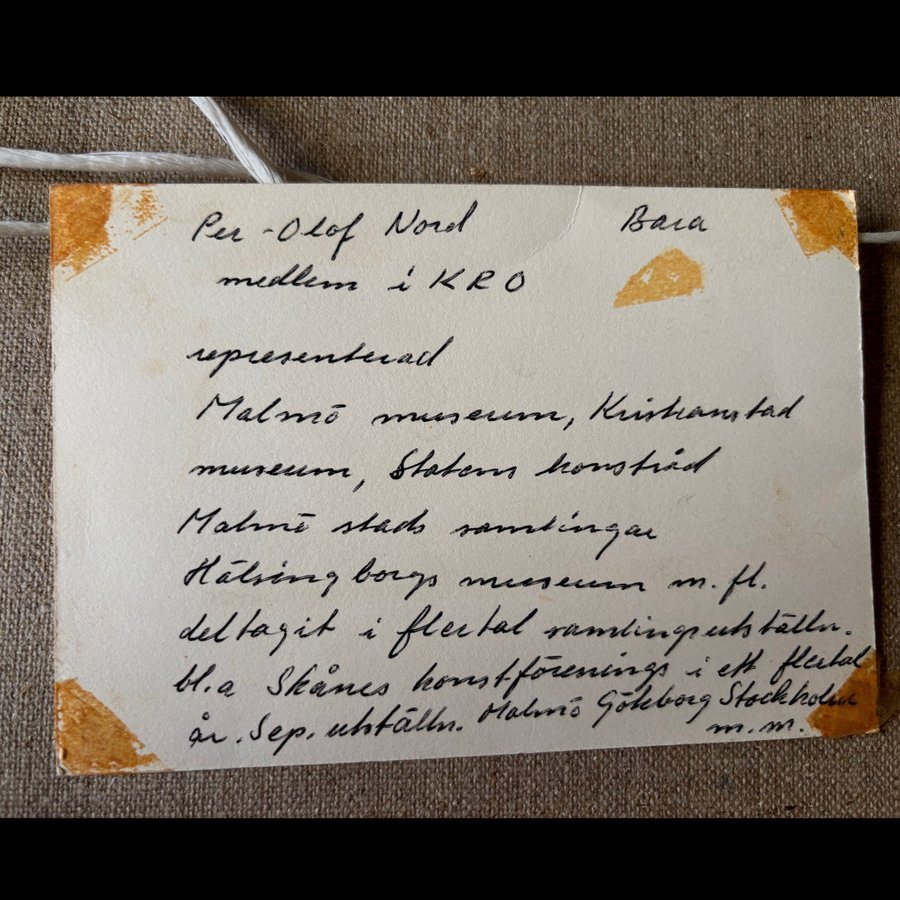 Per-Olof Nord Bara
medlem i KRO
representerad
Malmö museum, Kristianstad
museum, Statens konstråd
Malmö stads samlingar
Hälsingborgs museum m.fl.
deltagit i flertal samlingsutställn.
bl.a Skånes konstförenings i ett flertal
år. Sep. utställn. Malmö Göteborg Stockholm
m.m.